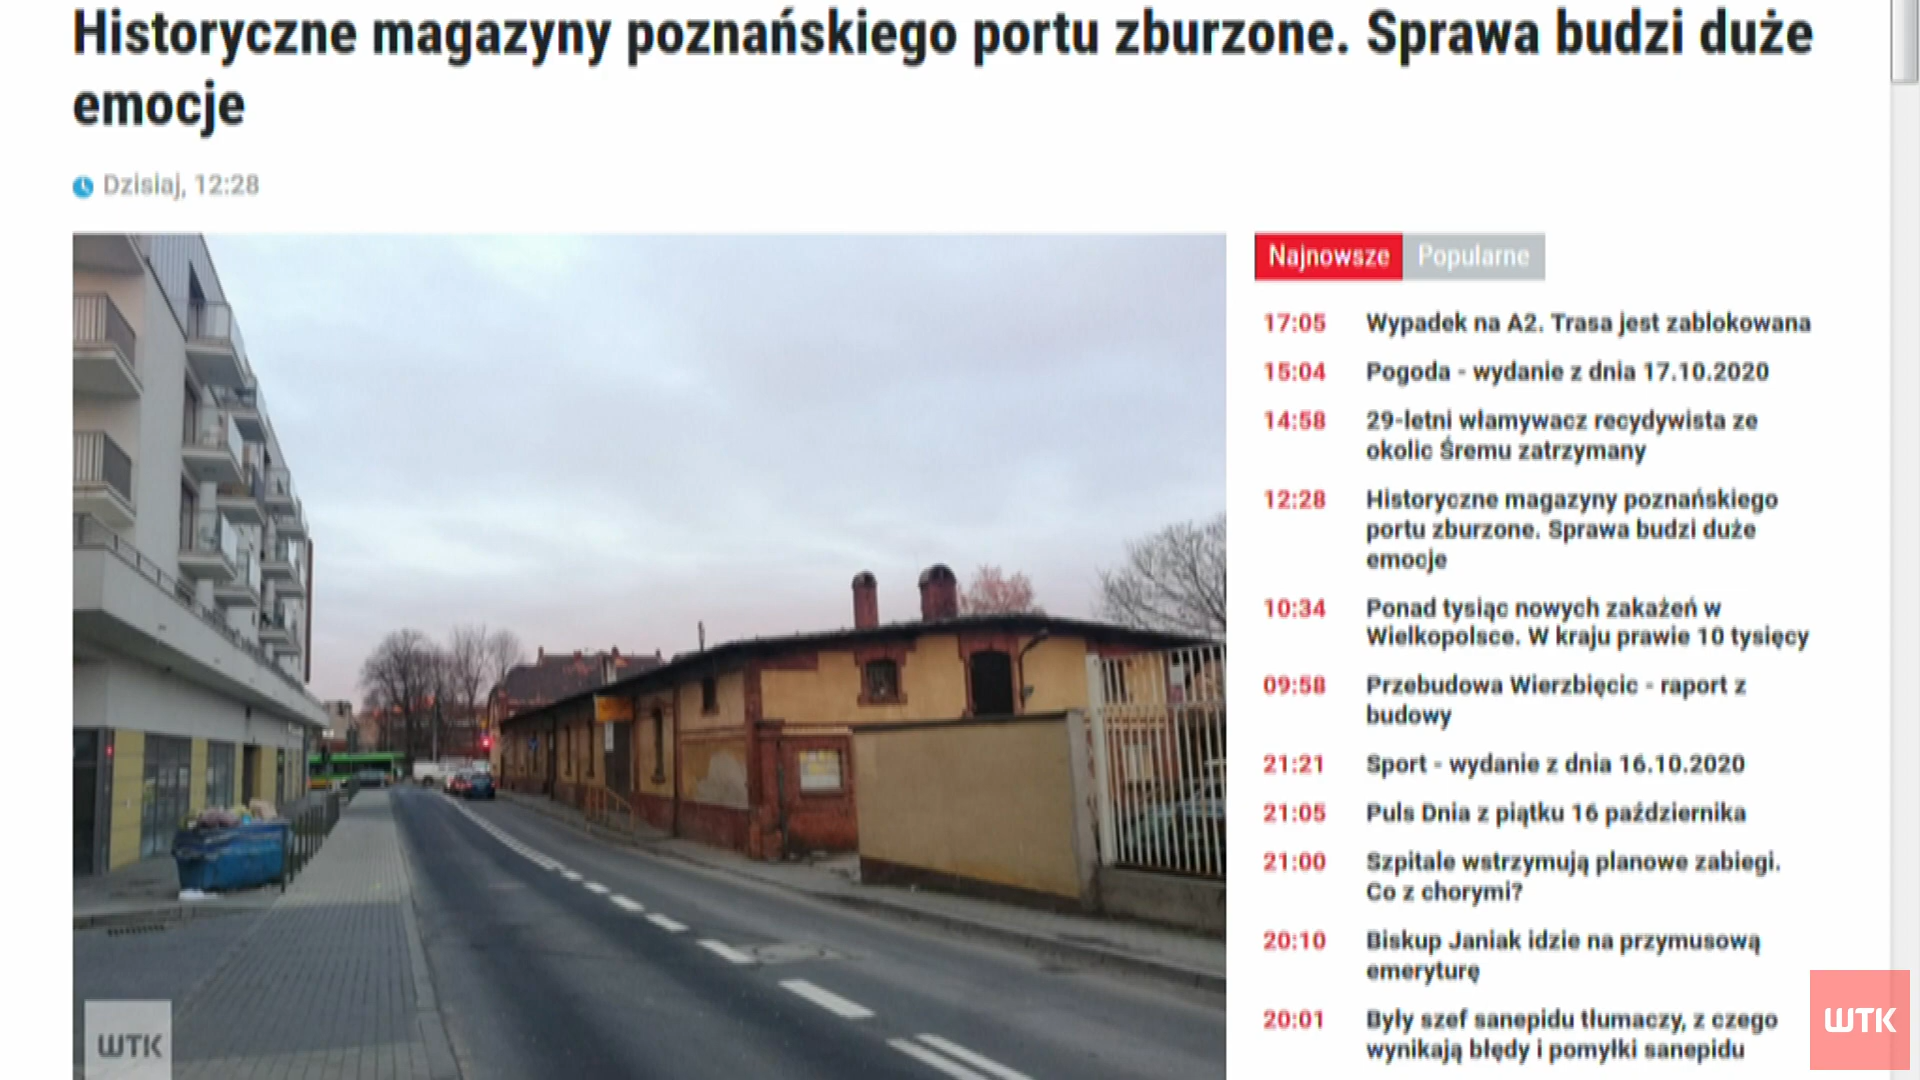 Historyczne magazyny poznańskiego portu zburzone. Sprawa budzi duże
emocje
Dzisiaj, 12:28
Najnowsze Popularne
17:05 Wypadek na A2. Trasa jest zablokowana
15:04 Pogoda - wydanie z dnia 17.10.2020
14:58 29-letni włamywacz recydywista ze
okolic Śremu zatrzymany
12:28 Historyczne magazyny poznańskiego
portu zburzone. Sprawa budzi duże
emocje
10:34 Ponad tysiąc nowych zakażeń w
Wielkopolsce. W kraju prawie 10 tysięcy
09:58 Przebudowa Wierzbięcic - raport z
budowy
21:21 Sport - wydanie z dnia 16.10.2020
21:05 Puls Dnia z piątku 16 października
21:00 Szpitale wstrzymują planowe zabiegi.
Co z chorymi?
20:10 Biskup Janiak idzie na przymusową
emeryturę
20:01 Były szef sanepidu tłumaczy, z czego
wynikają błędy i pomyłki sanepidu
WTK
WTK